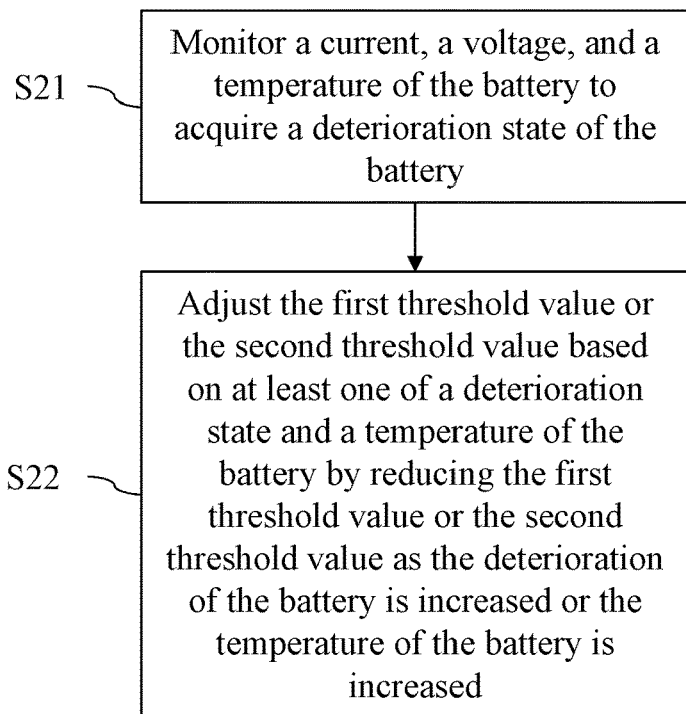 S21
Monitor a current, a voltage, and a
temperature of the battery to
acquire a deterioration state of the
battery
S22
Adjust the first threshold value or
the second threshold value based
on at least one of a deterioration
state and a temperature of the
battery by reducing the first
threshold value or the second
threshold value as the deterioration
of the battery is increased or the
temperature of the battery is
increased